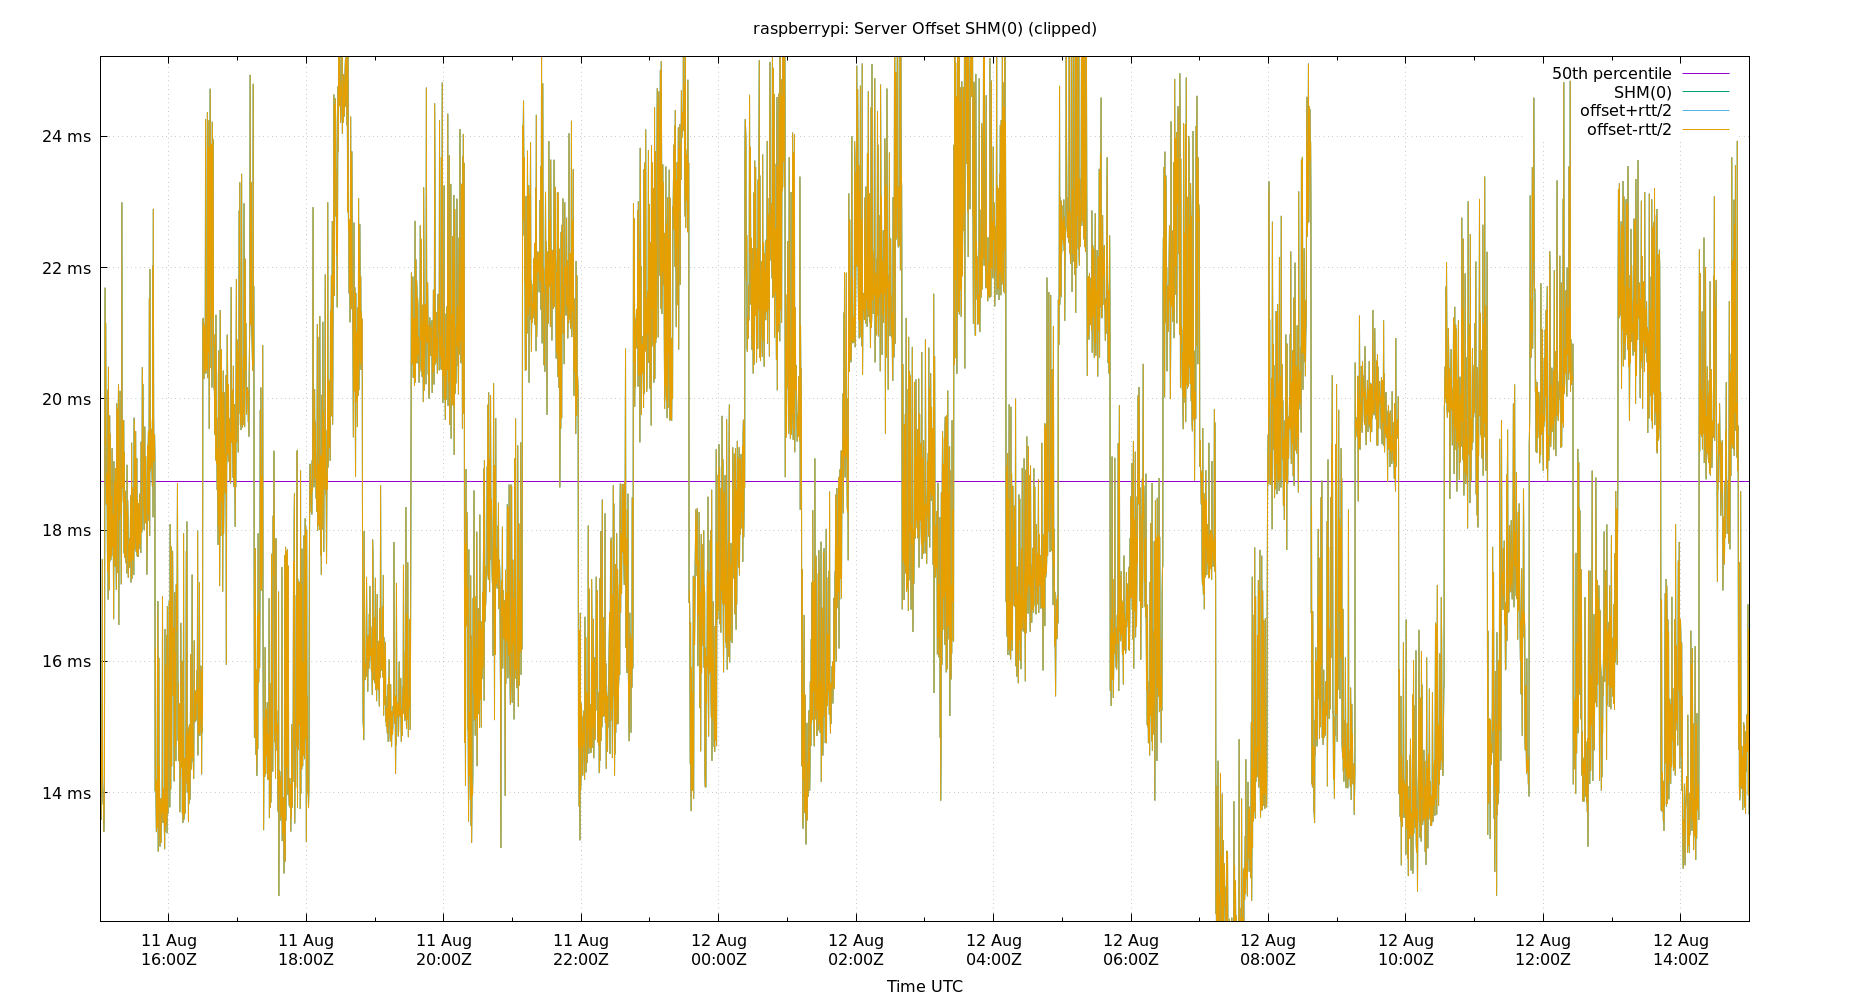 raspberrypi: Server Offset SHM(0) (clipped)
50th percentile
SHM(0)
offset+rtt/2
offset-rtt/2
24 ms
22 ms
20 ms
18 ms
16 ms
14 ms
11 Aug 11 Aug 11 Aug 11 Aug 12 Aug 12 Aug 12 Aug 12 Aug 12 Aug 12 Aug 12 Aug 12 Aug
16:00Z 18:00Z 20:00Z 22:00Z 00:00Z 02:00Z 04:00Z 06:00Z 08:00Z 10:00Z 12:00Z 14:00Z
Time UTC